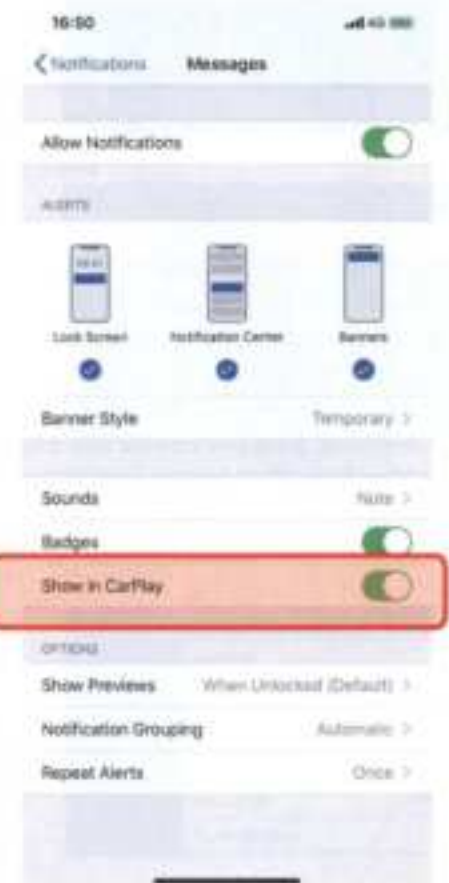 16:50
Notifications Messages
Allow Notifications
ALERTS
Lock Screen Notification Center Banners
Banner Style Temporary
Sounds Note
Badges
Show in CarPlay
OPTIONS
Show Previews When Unlocked (Default)
Notification Grouping Automatic
Repeat Alerts Once